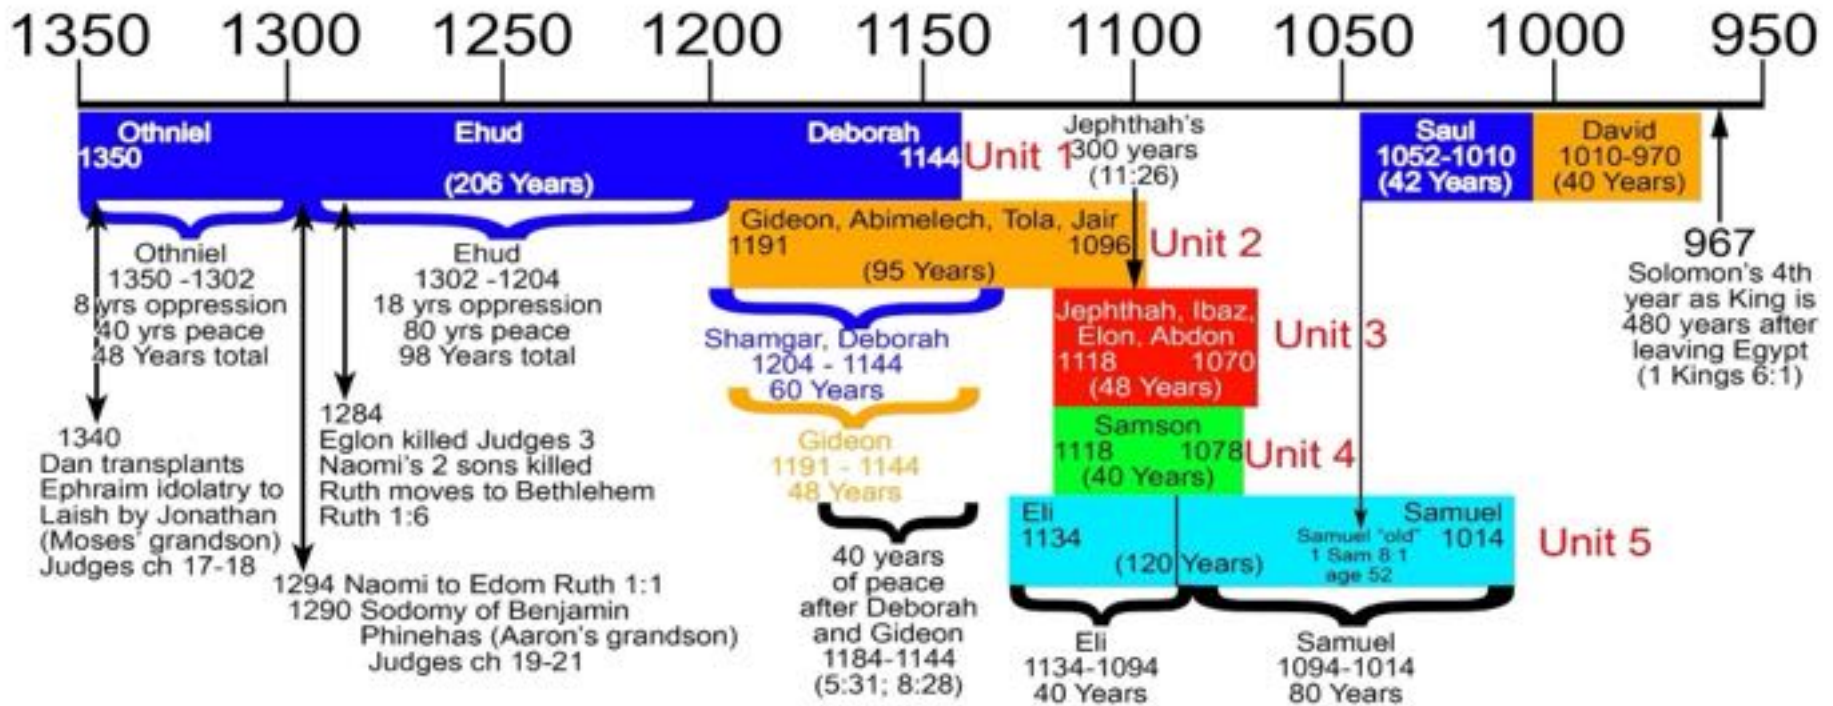 1350 1300 1250 1200 1150 1100 1050 1000 950
Othniel Ehud Deborah
1350 1144
(206 Years)
Unit 1
Jephthah's
300 years
(11:26)
Saul
1052-1010
(42 Years)
David
1010-970
(40 Years)
Gideon, Abimelech, Tola, Jair
1191 1096
(95 Years)
Unit 2
967
Solomon's 4th
year as King is
480 years after
leaving Egypt
(1 Kings 6:1)
Othniel
1350 -1302
8 yrs oppression
40 yrs peace
48 Years total
Ehud
1302 -1204
18 yrs oppression
80 yrs peace
98 Years total
Shamgar, Deborah
1204 - 1144
60 Years
Jephthah, Ibaz,
Elon, Abdon
1118 1070
(48 Years)
Unit 3
1340
Dan transplants
Ephraim idolatry to
Laish by Jonathan
(Moses' grandson)
Judges ch 17-18
1284
Eglon killed Judges 3
Naomi's 2 sons killed
Ruth moves to Bethlehem
Ruth 1:6
Gideon
1191 - 1144
48 Years
Samson
1118 1078
(40 Years)
Unit 4
Eli Samuel
1134 1014
(120 Years)
Samuel "old"
1 Sam 8:1
age 52
Unit 5
1294 Naomi to Edom Ruth 1:1
1290 Sodomy of Benjamin
Phinehas (Aaron's grandson)
Judges ch 19-21
40 years
of peace
after Deborah
and Gideon
1184-1144
(5:31; 8:28)
Eli
1134-1094
40 Years
Samuel
1094-1014
80 Years